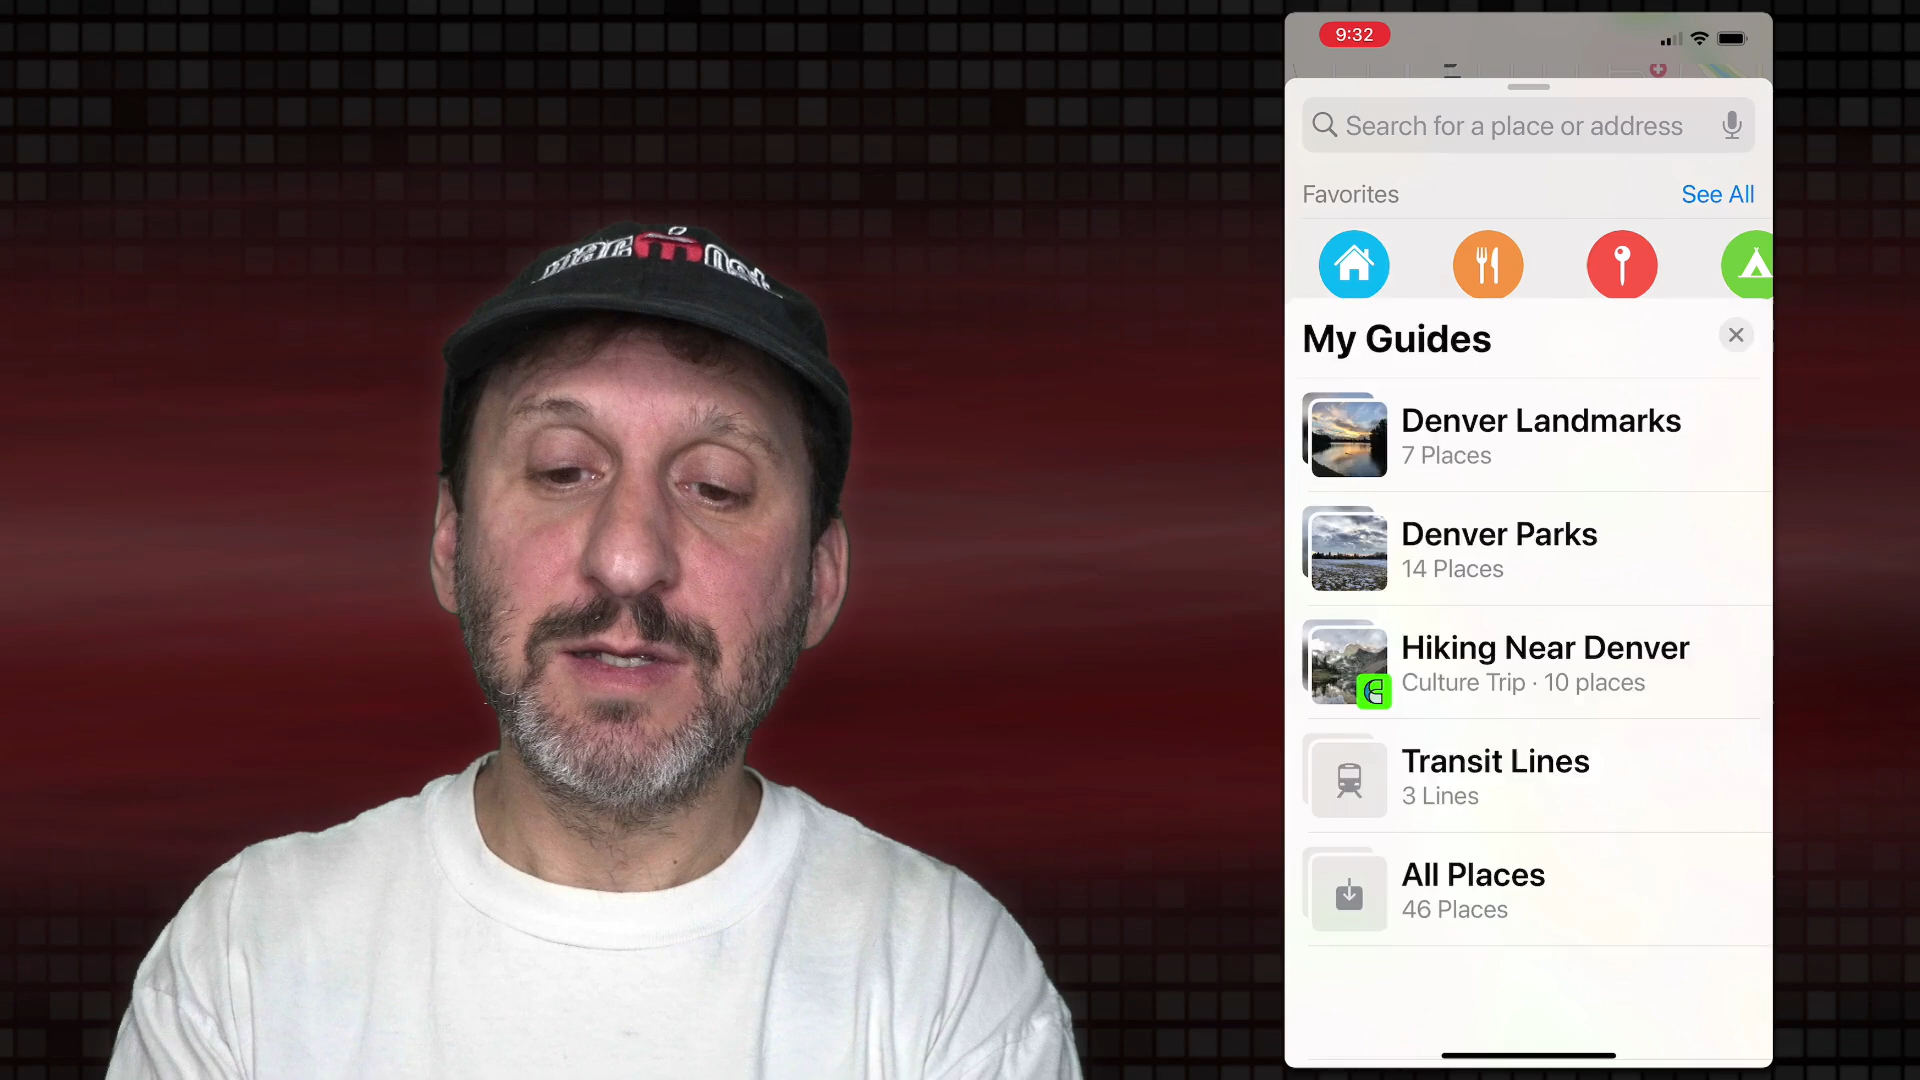 9:32
Search for a place or address
Favorites
See All
My Guides
Denver Landmarks
7 Places
Denver Parks
14 Places
Hiking Near Denver
Culture Trip · 10 places
Transit Lines
3 Lines
All Places
46 Places